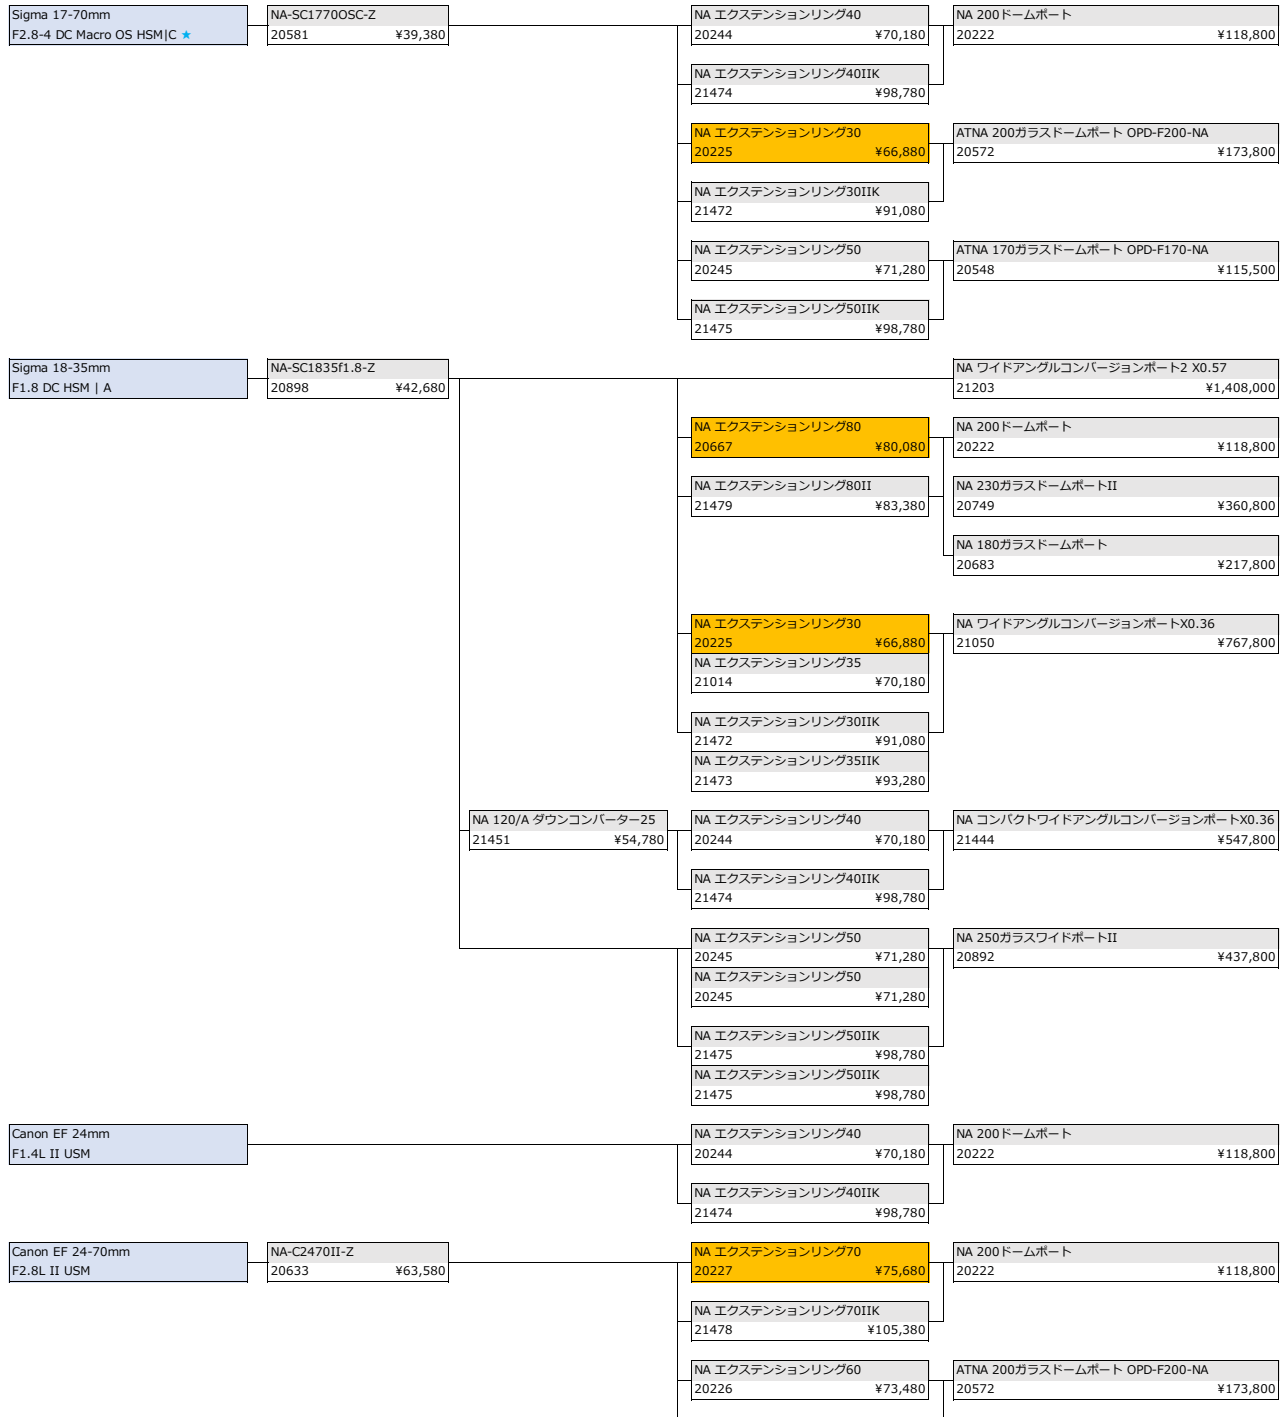 Sigma 17-70mm
F2.8-4 DC Macro OS HSM|C ★
NA-SC1770OSC-Z
20581 ¥39,380
NA エクステンションリング40
20244 ¥70,180
NA 200ドームポート
20222 ¥118,800
NA エクステンションリング40IIK
21474 ¥98,780
NA エクステンションリング30
20225 ¥66,880
ATNA 200ガラスドームポート OPD-F200-NA
20572 ¥173,800
NA エクステンションリング30IIK
21472 ¥91,080
NA エクステンションリング50
20245 ¥71,280
ATNA 170ガラスドームポート OPD-F170-NA
20548 ¥115,500
NA エクステンションリング50IIK
21475 ¥98,780
Sigma 18-35mm
F1.8 DC HSM | A
NA-SC1835f1.8-Z
20898 ¥42,680
NA ワイドアングルコンバージョンポート2 X0.57
21203 ¥1,408,000
NA エクステンションリング80
20667 ¥80,080
NA 200ドームポート
20222 ¥118,800
NA エクステンションリング80II
21479 ¥83,380
NA 230ガラスドームポートII
20749 ¥360,800
NA 180ガラスドームポート
20683 ¥217,800
NA エクステンションリング30
20225 ¥66,880
NA エクステンションリング35
21014 ¥70,180
NA ワイドアングルコンバージョンポートX0.36
21050 ¥767,800
NA エクステンションリング30IIK
21472 ¥91,080
NA エクステンションリング35IIK
21473 ¥93,280
NA 120/A ダウンコンバーター25
21451 ¥54,780
NA エクステンションリング40
20244 ¥70,180
NA コンパクトワイドアングルコンバージョンポートX0.36
21444 ¥547,800
NA エクステンションリング40IIK
21474 ¥98,780
NA エクステンションリング50
20245 ¥71,280
NA エクステンションリング50
20245 ¥71,280
NA 250ガラスワイドポートII
20892 ¥437,800
NA エクステンションリング50IIK
21475 ¥98,780
NA エクステンションリング50IIK
21475 ¥98,780
Canon EF 24mm
F1.4L II USM
NA エクステンションリング40
20244 ¥70,180
NA 200ドームポート
20222 ¥118,800
NA エクステンションリング40IIK
21474 ¥98,780
Canon EF 24-70mm
F2.8L II USM
NA-C2470II-Z
20633 ¥63,580
NA エクステンションリング70
20227 ¥75,680
NA 200ドームポート
20222 ¥118,800
NA エクステンションリング70IIK
21478 ¥105,380
NA エクステンションリング60
20226 ¥73,480
ATNA 200ガラスドームポート OPD-F200-NA
20572 ¥173,800